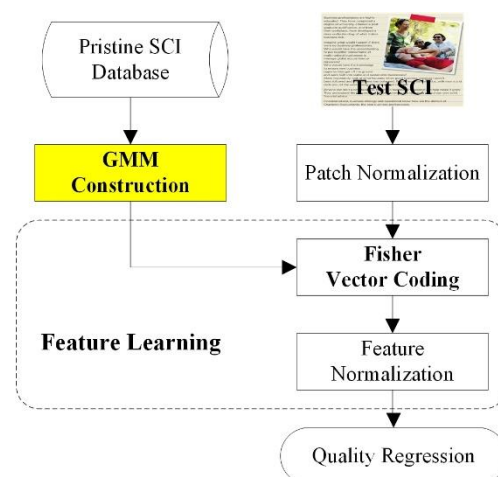 Pristine SCI
Database
Test SCI
GMM
Construction
Patch Normalization
Fisher
Vector Coding
Feature Learning
Feature
Normalization
Quality Regression